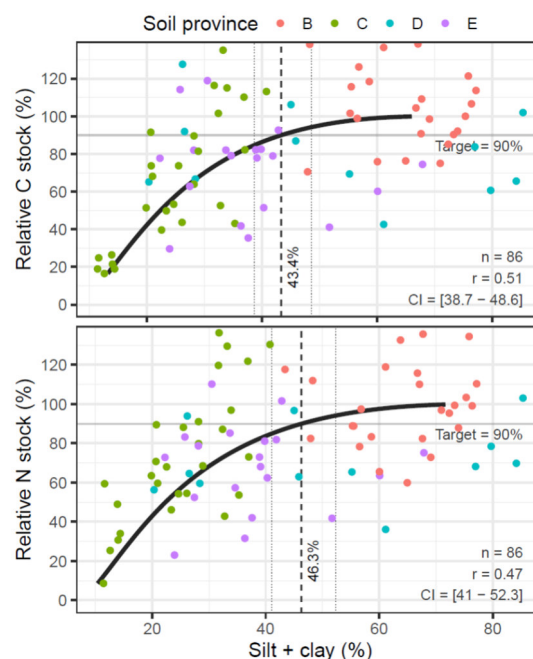 Soil province B C D E
Relative C stock (%)
120
100
80
60
40
20
0
Target = 90%
43.4%
n = 86
r = 0.51
CI = [38.7 – 48.6]
Relative N stock (%)
120
100
80
60
40
20
0
Target = 90%
46.3%
n = 86
r = 0.47
CI = [41 – 52.3]
20 40 60 80
Silt + clay (%)